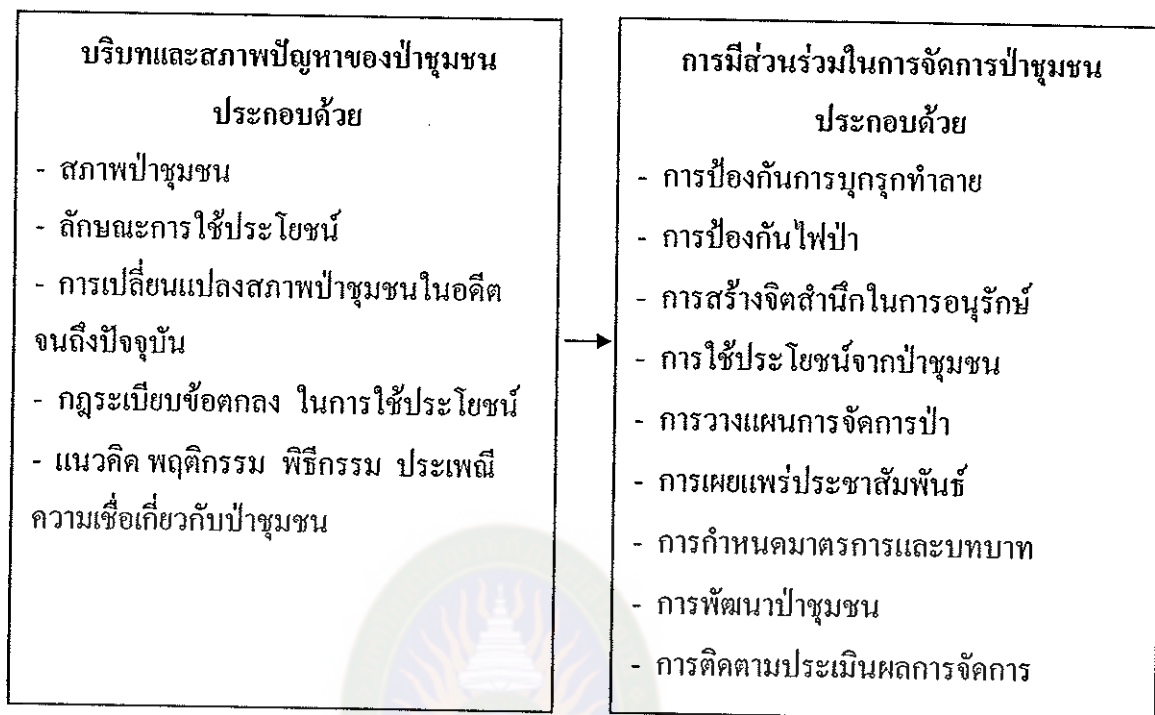 บริบทและสภาพปัญหาของป่าชุมชน
ประกอบด้วย
- สภาพป่าชุมชน
- ลักษณะการใช้ประโยชน์
- การเปลี่ยนแปลงสภาพป่าชุมชนในอดีต
จนถึงปัจจุบัน
- กฎระเบียบข้อตกลง ในการใช้ประโยชน์
- แนวคิด พฤติกรรม พิธีกรรม ประเพณี
ความเชื่อเกี่ยวกับป่าชุมชน
การมีส่วนร่วมในการจัดการป่าชุมชน
ประกอบด้วย
- การป้องกันการบุกรุกทำลาย
- การป้องกันไฟป่า
- การสร้างจิตสำนึกในการอนุรักษ์
- การใช้ประโยชน์จากป่าชุมชน
- การวางแผนการจัดการป่า
- การเผยแพร่ประชาสัมพันธ์
- การกำหนดมาตรการและบทบาท
- การพัฒนาป่าชุมชน
- การติดตามประเมินผลการจัดการ